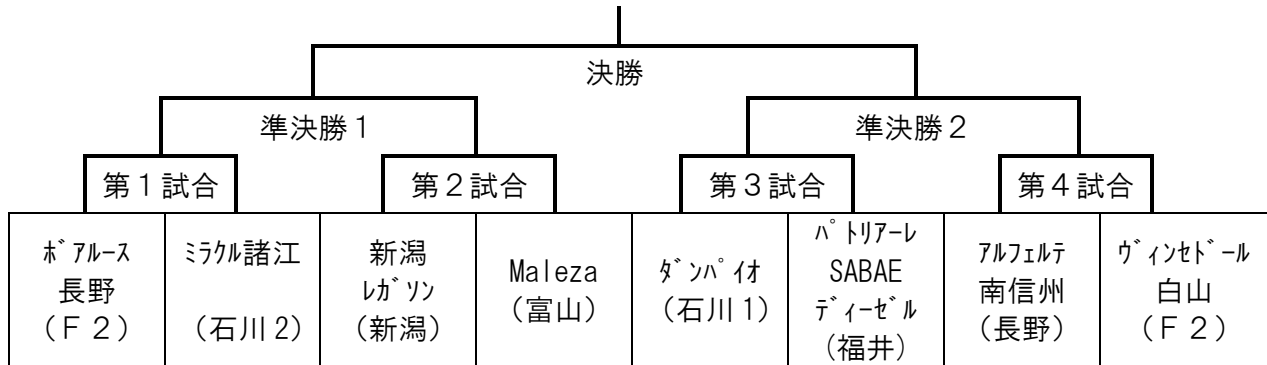 決勝
準決勝1
準決勝2
第1試合
第2試合
第3試合
第4試合
ﾎﾞｱﾙｰｽ
長野
(F2)
ﾐﾗｸﾙ諸江
(石川2)
新潟
ﾚｶﾞｿﾝ
(新潟)
Maleza
(富山)
ﾀﾞﾝﾊﾟｲｵ
(石川1)
ﾊﾟﾄﾘｱｰﾚ
SABAE
ﾃﾞｨｰｾﾞﾙ
(福井)
ｱﾙﾌｪﾙﾃ
南信州
(長野)
ｳﾞｨﾝｾﾄﾞｰﾙ
白山
(F2)